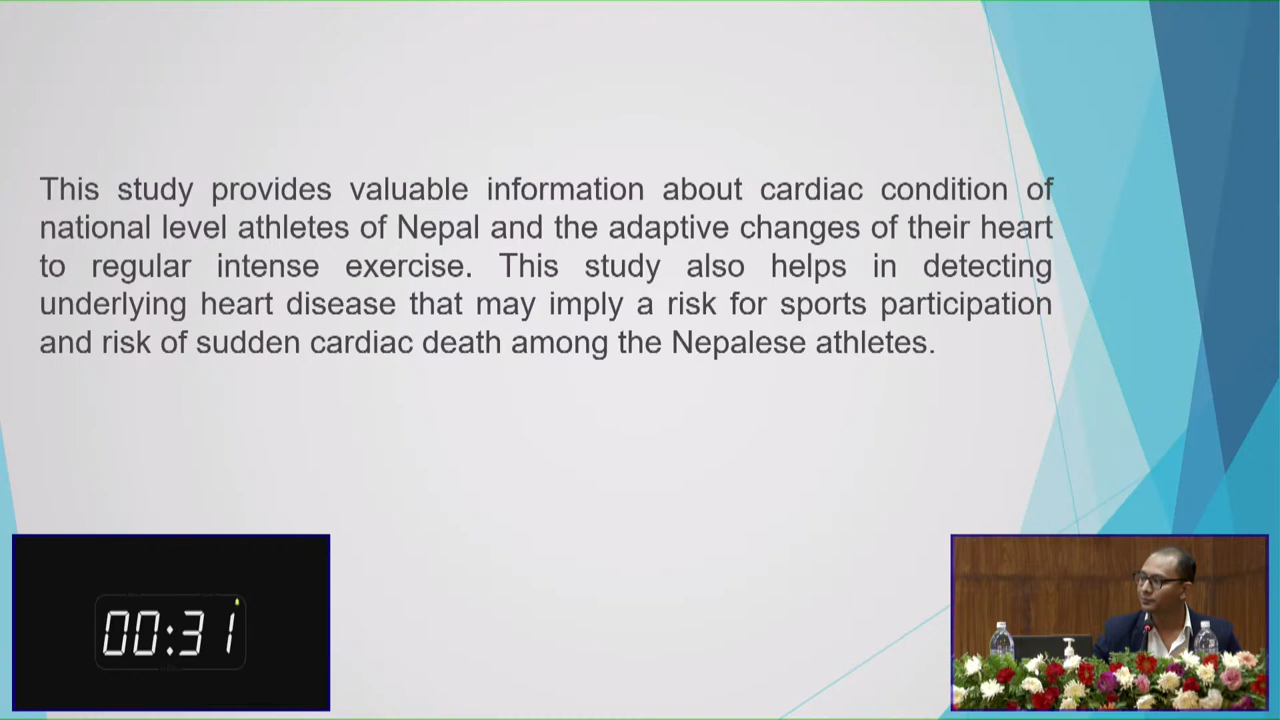 This study provides valuable information about cardiac condition of
national level athletes of Nepal and the adaptive changes of their heart
to regular intense exercise. This study also helps in detecting
underlying heart disease that may imply a risk for sports participation
and risk of sudden cardiac death among the Nepalese athletes.
00:31